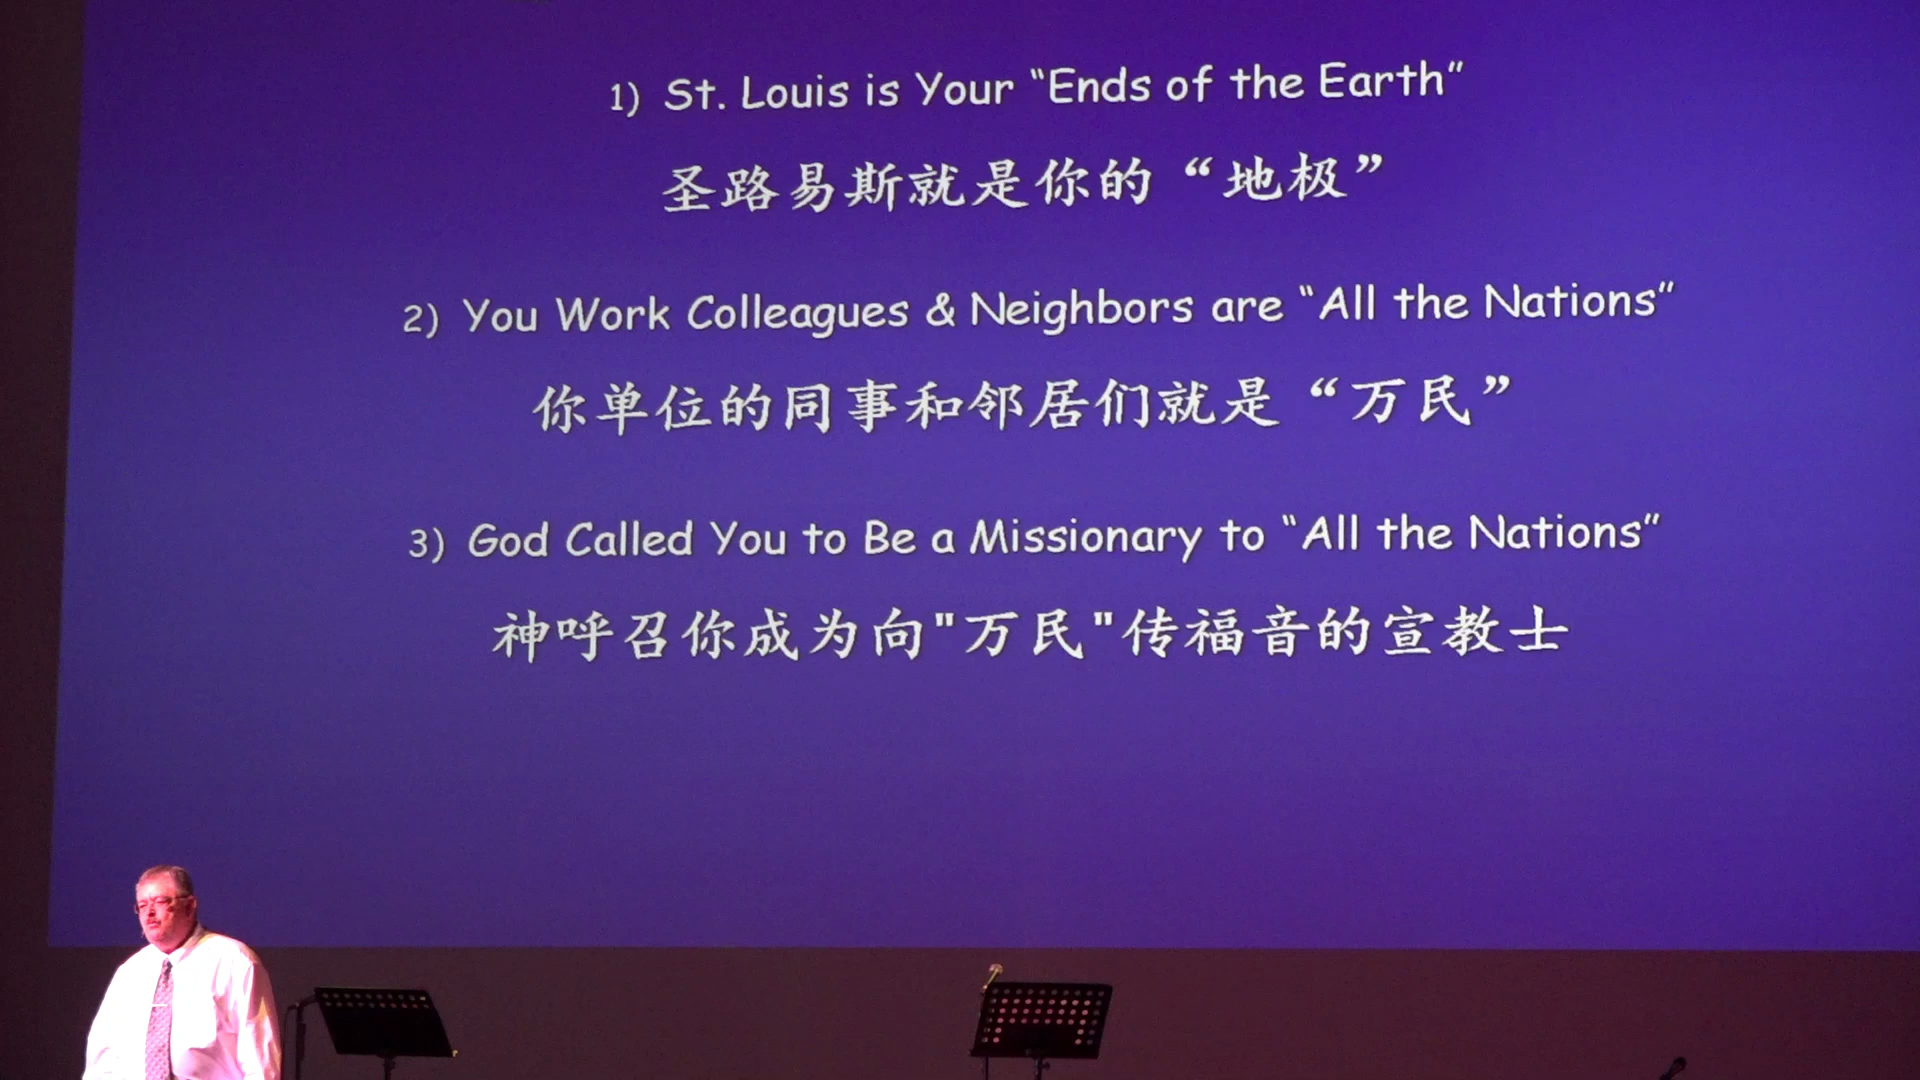 1) St. Louis is Your “Ends of the Earth”
圣路易斯就是你的“地极”
2) You Work Colleagues & Neighbors are “All the Nations”
你单位的同事和邻居们就是“万民”
3) God Called You to Be a Missionary to “All the Nations”
神呼召你成为向"万民"传福音的宣教士